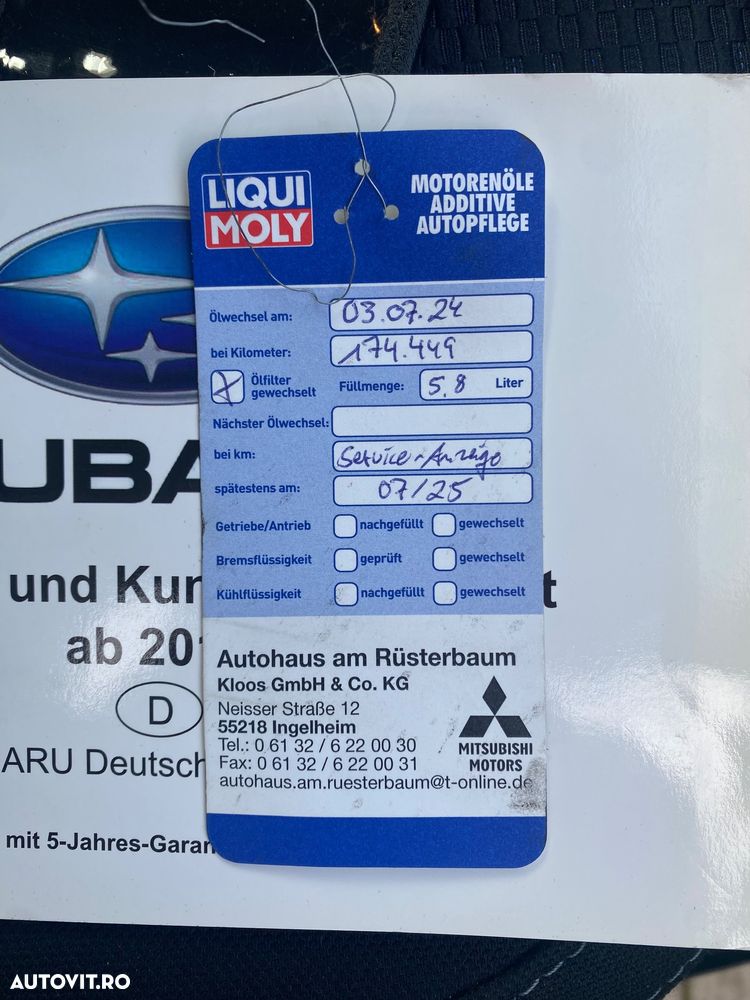 LIQUI
MOLY
MOTORENÖLE
ADDITIVE
AUTOPFLEGE
Ölwechsel am: 03.07.24
bei Kilometer: 174.449
X Ölfilter gewechselt Füllmenge: 5,8 Liter
Nächster Ölwechsel:
bei km: Service-Anzeige
spätestens am: 07/25
Getriebe/Antrieb nachgefüllt gewechselt
Bremsflüssigkeit geprüft gewechselt
Kühlflüssigkeit nachgefüllt gewechselt
Autohaus am Rüsterbaum
Kloos GmbH & Co. KG
Neisser Straße 12
55218 Ingelheim
Tel.: 0 61 32 / 6 22 00 30
Fax: 0 61 32 / 6 22 00 31
autohaus.am.ruesterbaum@t-online.de
MITSUBISHI
MOTORS
UBA
und Kun t
ab 201
D
ARU Deutsch
mit 5-Jahres-Garan
AUTOVIT.RO